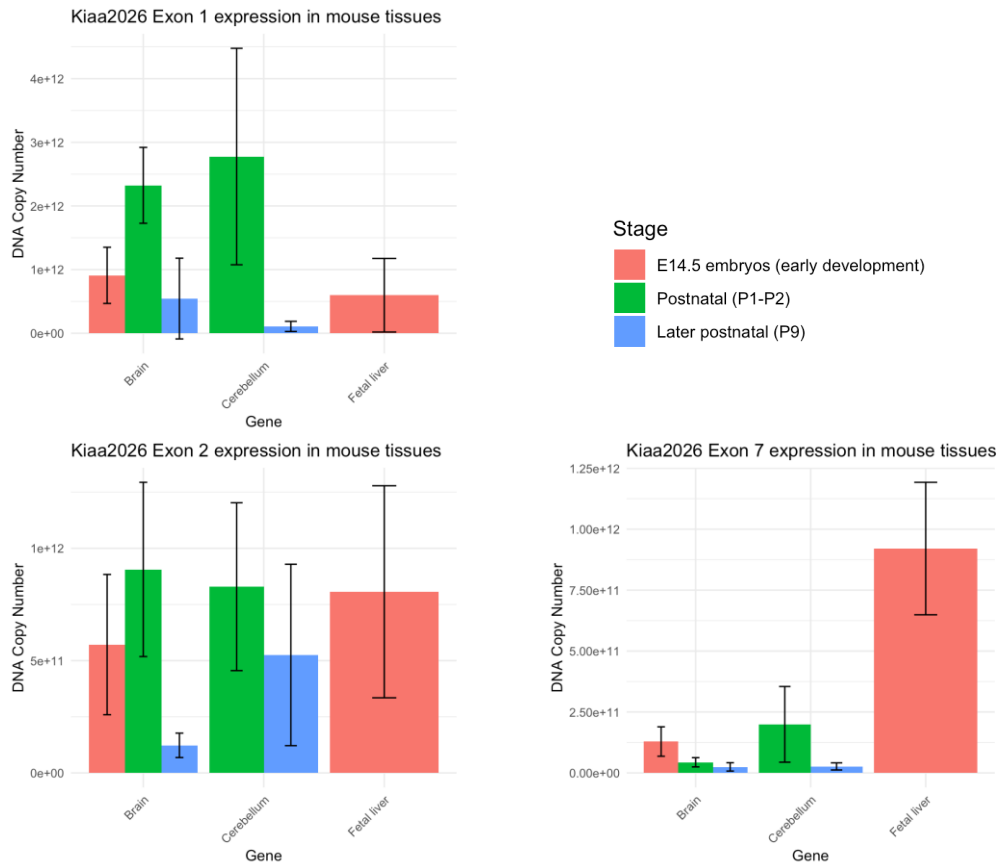 Kiaa2026 Exon 1 expression in mouse tissues
DNA Copy Number
4e+12
3e+12
2e+12
1e+12
0e+00
Brain
Cerebellum
Fetal liver
Gene
Stage
E14.5 embryos (early development)
Postnatal (P1-P2)
Later postnatal (P9)
Kiaa2026 Exon 2 expression in mouse tissues
DNA Copy Number
1e+12
5e+11
0e+00
Brain
Cerebellum
Fetal liver
Gene
Kiaa2026 Exon 7 expression in mouse tissues
DNA Copy Number
1.25e+12
1.00e+12
7.50e+11
5.00e+11
2.50e+11
0.00e+00
Brain
Cerebellum
Fetal liver
Gene